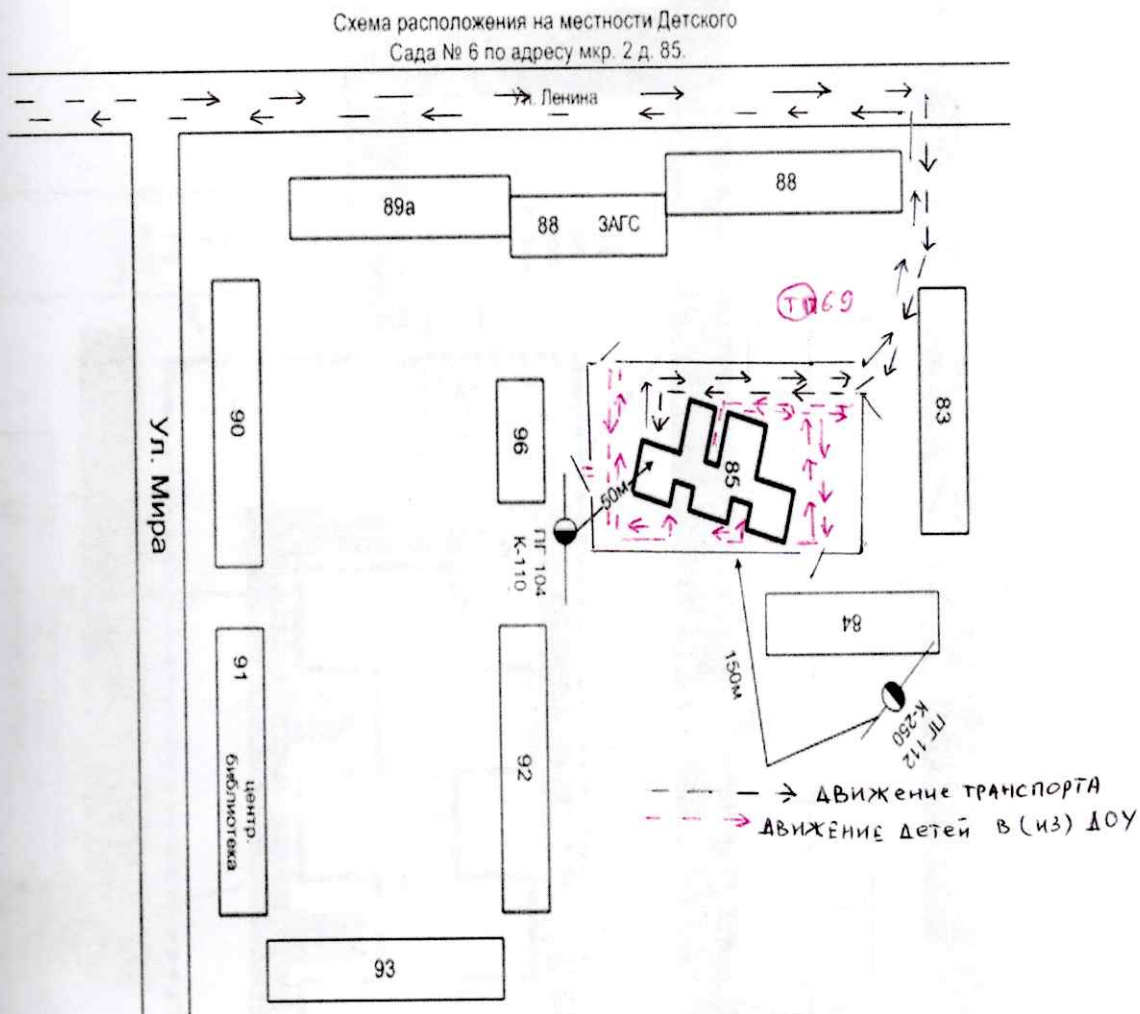 Схема расположения на местности Детского
Сада № 6 по адресу мкр. 2 д. 85.
Ул. Ленина
89а
88 ЗАГС
88
90
Ул. Мира
96
ТП 69
83
85
50м
ПГ 104
К-110
84
150м
ПГ 112
К-250
91
центр.
библиотека
92
93
ДВИЖЕНИЕ ТРАНСПОРТА
ДВИЖЕНИЕ ДЕТЕЙ В (ИЗ) ДОУ